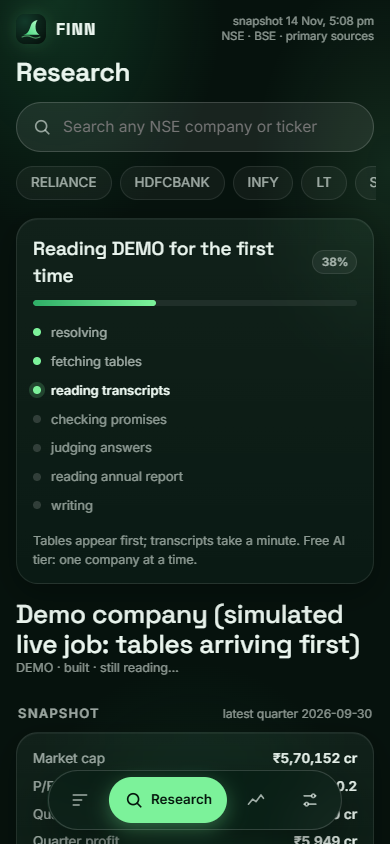 FINN
snapshot 14 Nov, 5:08 pm
NSE · BSE · primary sources
Research
Search any NSE company or ticker
RELIANCE HDFCBANK INFY LT
Reading DEMO for the first
time
38%
resolving
fetching tables
reading transcripts
checking promises
judging answers
reading annual report
writing
Tables appear first; transcripts take a minute. Free AI
tier: one company at a time.
Demo company (simulated
live job: tables arriving first)
DEMO · built · still reading...
SNAPSHOT latest quarter 2026-09-30
Market cap ₹5,70,152 cr
Research
Quarter profit ₹5,949 cr